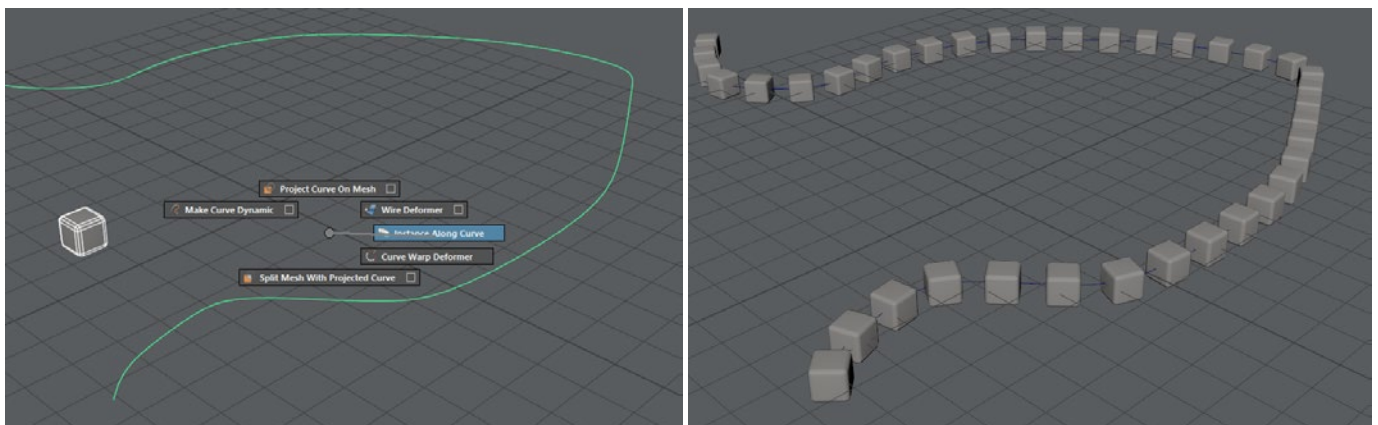 Project Curve On Mesh
Make Curve Dynamic
Wire Deformer
Instance Along Curve
Curve Warp Deformer
Split Mesh With Projected Curve